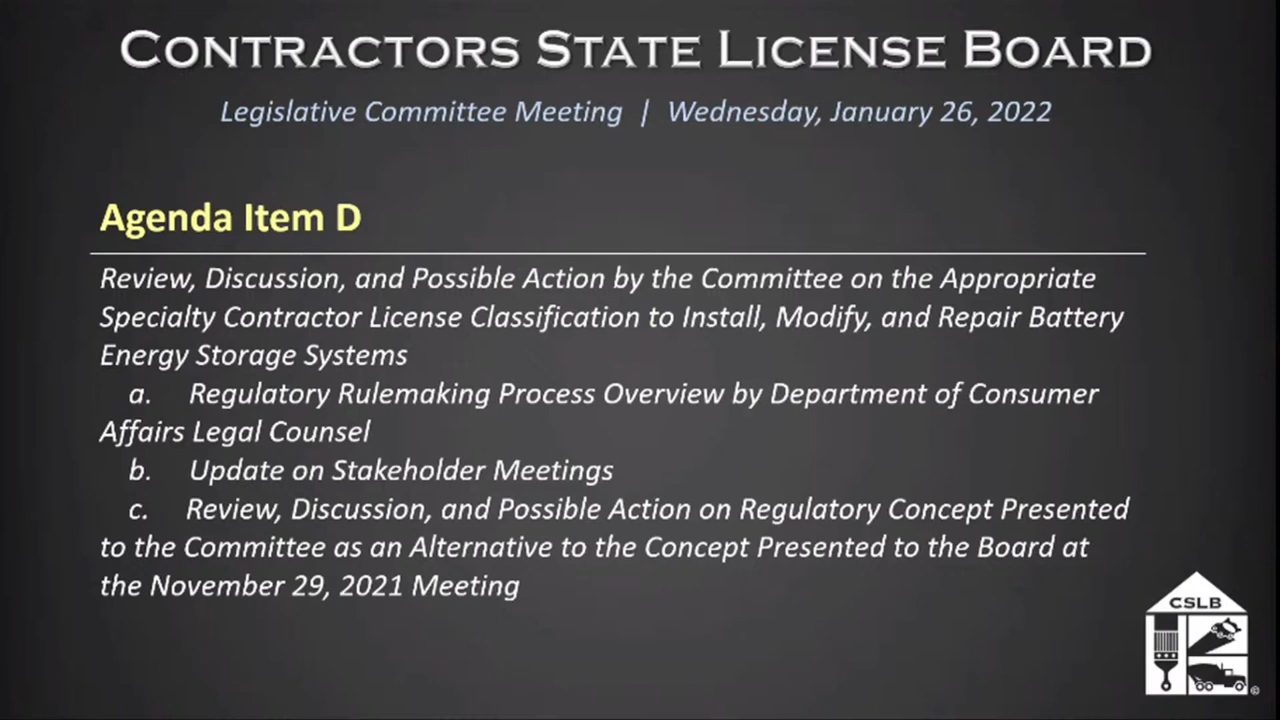 CONTRACTORS STATE LICENSE BOARD
Legislative Committee Meeting | Wednesday, January 26, 2022
Agenda Item D
Review, Discussion, and Possible Action by the Committee on the Appropriate
Specialty Contractor License Classification to Install, Modify, and Repair Battery
Energy Storage Systems
a. Regulatory Rulemaking Process Overview by Department of Consumer
Affairs Legal Counsel
b. Update on Stakeholder Meetings
c. Review, Discussion, and Possible Action on Regulatory Concept Presented
to the Committee as an Alternative to the Concept Presented to the Board at
the November 29, 2021 Meeting
CSLB
©